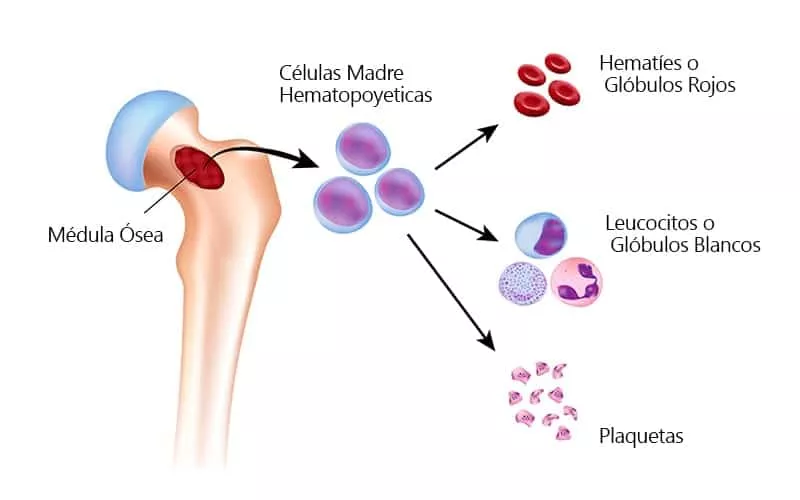 Células Madre
Hematopoyeticas
Hematíes o
Glóbulos Rojos
Médula Ósea
Leucocitos o
Glóbulos Blancos
Plaquetas